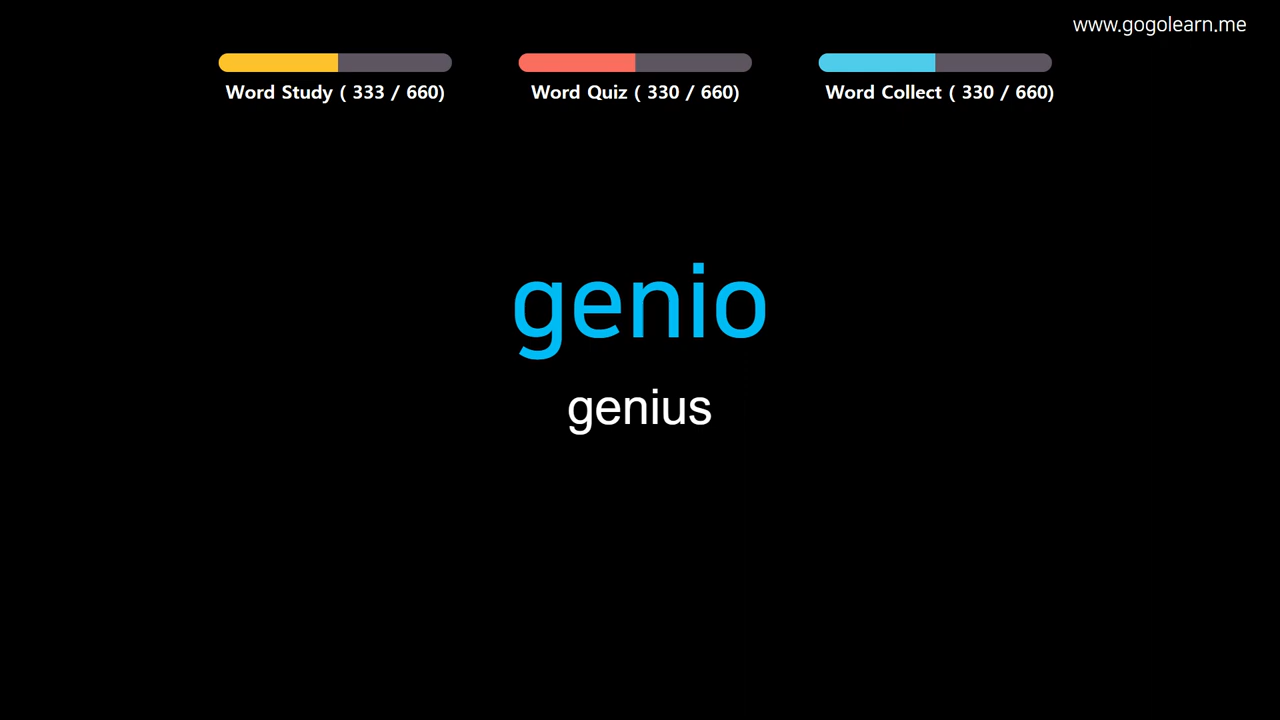 www.gogolearn.me
Word Study ( 333 / 660)
Word Quiz ( 330 / 660)
Word Collect ( 330 / 660)
genio
genius